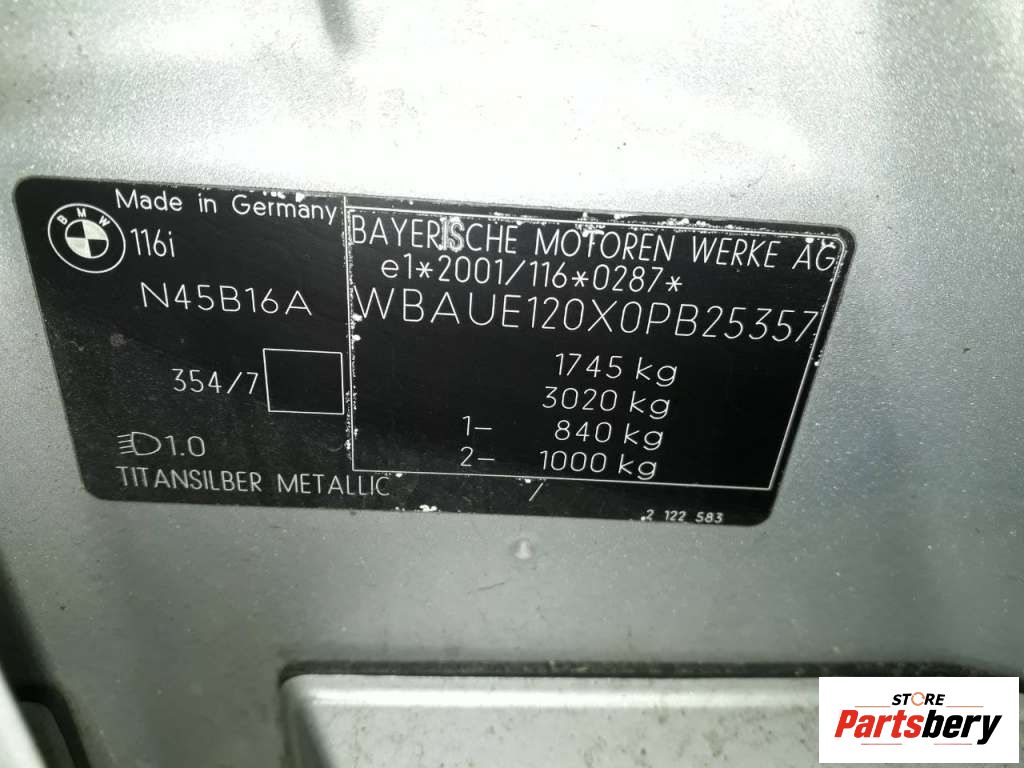 BMW
Made in Germany
116i
N45B16A
354/7
1.0
TITANSILBER METALLIC /
BAYERISCHE MOTOREN WERKE AG
e1*2001/116*0287*
WBAUE120X0PB25357
1745 kg
3020 kg
1- 840 kg
2- 1000 kg
2 122 583
STORE
Partsbery